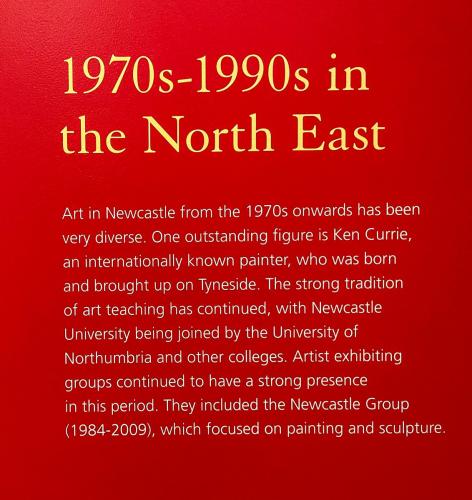 1970s-1990s in
the North East
Art in Newcastle from the 1970s onwards has been
very diverse. One outstanding figure is Ken Currie,
an internationally known painter, who was born
and brought up on Tyneside. The strong tradition
of art teaching has continued, with Newcastle
University being joined by the University of
Northumbria and other colleges. Artist exhibiting
groups continued to have a strong presence
in this period. They included the Newcastle Group
(1984-2009), which focused on painting and sculpture.